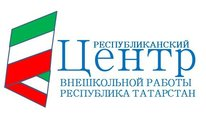 РЕСПУБЛИКАНСКИЙ
Центр
ВНЕШКОЛЬНОЙ РАБОТЫ
РЕСПУБЛИКА ТАТАРСТАН